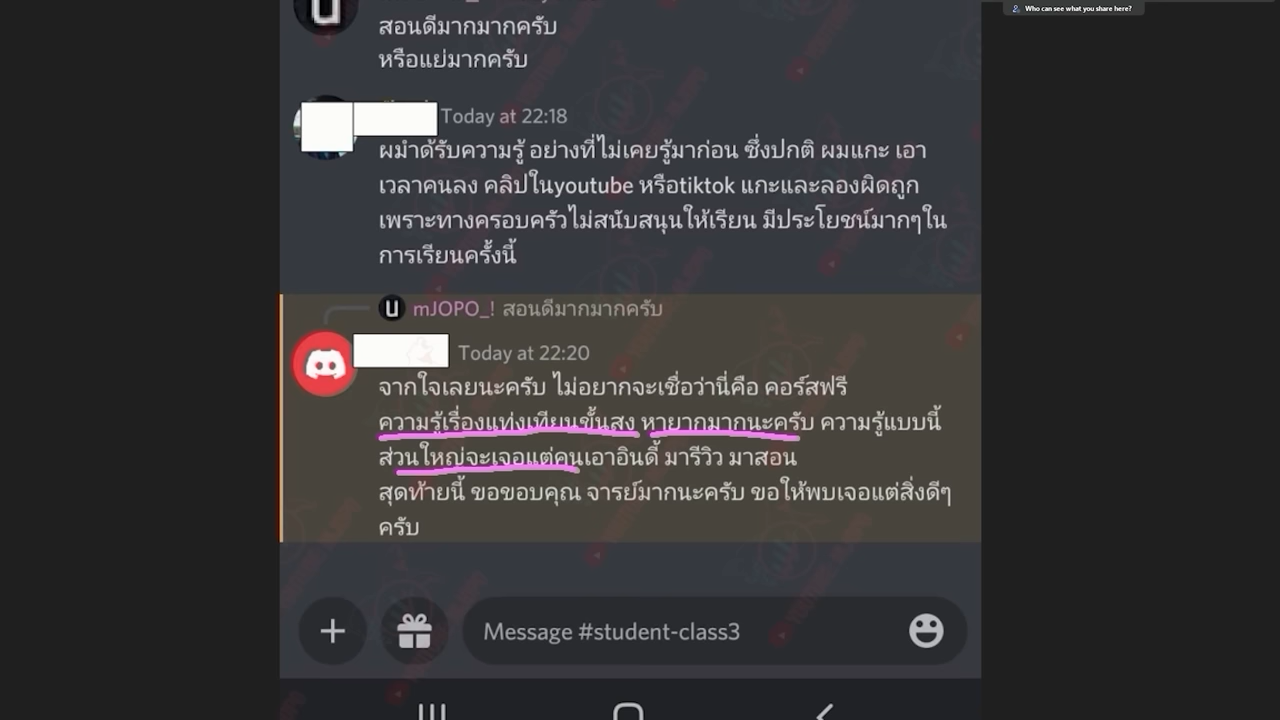 Who can see what you share here?
สอนดีมากมากครับ
หรือแย่มากครับ
Today at 22:18
ผมำด้รับความรู้ อย่างที่ไม่เคยรู้มาก่อน ซึ่งปกติ ผมแกะ เอา
เวลาคนลง คลิปในyoutube หรือtiktok แกะและลองผิดถูก
เพราะทางครอบครัวไม่สนับสนุนให้เรียน มีประโยชน์มากๆใน
การเรียนครั้งนี้
mJOPO_! สอนดีมากมากครับ
Today at 22:20
จากใจเลยนะครับ ไม่อยากจะเชื่อว่านี่คือ คอร์สฟรี
ความรู้เรื่องแท่งเทียนขั้นสูง หายากมากนะครับ ความรู้แบบนี้
ส่วนใหญ่จะเจอแต่คนเอาอินดี้ มารีวิว มาสอน
สุดท้ายนี้ ขอขอบคุณ จารย์มากนะครับ ขอให้พบเจอแต่สิ่งดีๆ
ครับ
Message #student-class3